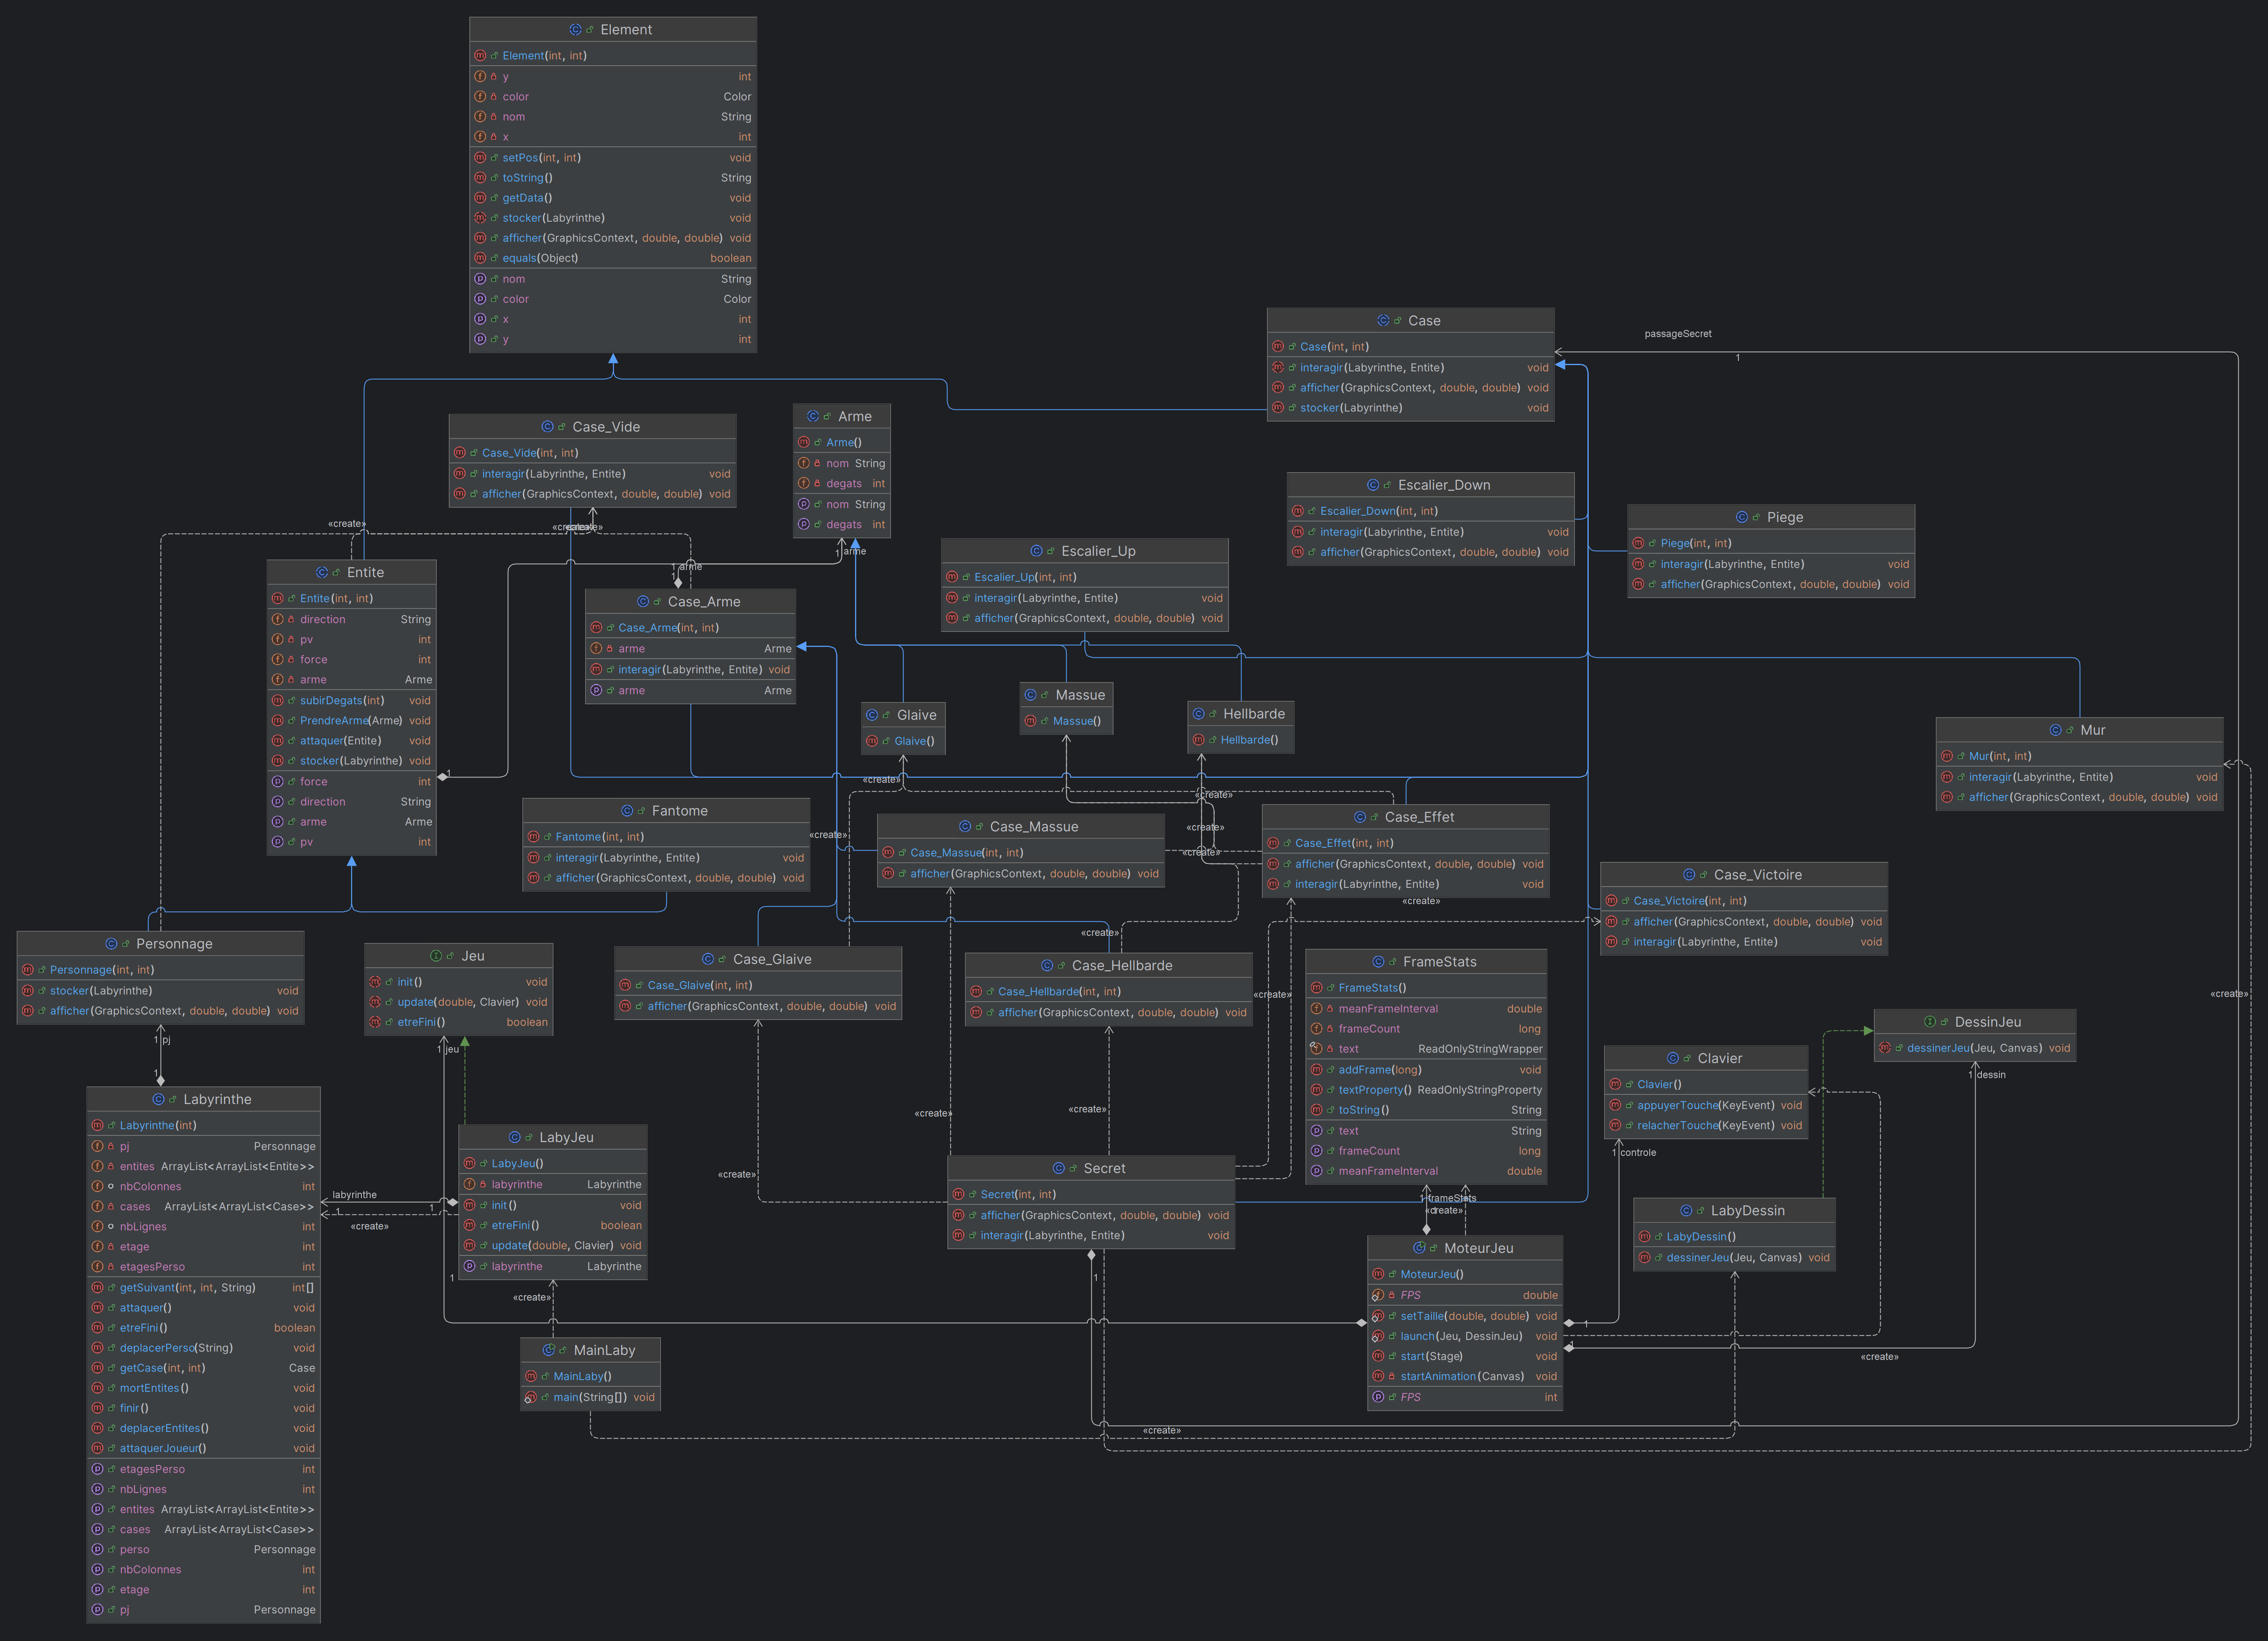 Element
Element(int, int)
y int
color Color
nom String
x int
setPos(int, int) void
toString() String
getData() void
stocker(Labyrinthe) void
afficher(GraphicsContext, double, double) void
equals(Object) boolean
nom String
color Color
x int
y int
Case
Case(int, int)
interagir(Labyrinthe, Entite) void
afficher(GraphicsContext, double, double) void
stocker(Labyrinthe) void
passageSecret
1
Case_Vide
Case_Vide(int, int)
interagir(Labyrinthe, Entite) void
afficher(GraphicsContext, double, double) void
Arme
Arme()
nom String
degats int
nom String
degats int
1 arme
Escalier_Down
Escalier_Down(int, int)
interagir(Labyrinthe, Entite) void
afficher(GraphicsContext, double, double) void
Piege
Piege(int, int)
interagir(Labyrinthe, Entite) void
afficher(GraphicsContext, double, double) void
Escalier_Up
Escalier_Up(int, int)
interagir(Labyrinthe, Entite) void
afficher(GraphicsContext, double, double) void
«create»
«create»
Entite
Entite(int, int)
direction String
pv int
force int
arme Arme
subirDegats(int) void
PrendreArme(Arme) void
attaquer(Entite) void
stocker(Labyrinthe) void
force int
direction String
arme Arme
pv int
1
1 arme
1
Case_Arme
Case_Arme(int, int)
arme Arme
interagir(Labyrinthe, Entite) void
arme Arme
Glaive
Glaive()
Massue
Massue()
Hellbarde
Hellbarde()
Mur
Mur(int, int)
interagir(Labyrinthe, Entite) void
afficher(GraphicsContext, double, double) void
«create»
«create»
«create»
«create»
«create»
Fantome
Fantome(int, int)
interagir(Labyrinthe, Entite) void
afficher(GraphicsContext, double, double) void
Case_Massue
Case_Massue(int, int)
afficher(GraphicsContext, double, double) void
Case_Effet
Case_Effet(int, int)
afficher(GraphicsContext, double, double) void
interagir(Labyrinthe, Entite) void
«create»
Case_Victoire
Case_Victoire(int, int)
afficher(GraphicsContext, double, double) void
interagir(Labyrinthe, Entite) void
Personnage
Personnage(int, int)
stocker(Labyrinthe) void
afficher(GraphicsContext, double, double) void
1 pj
1
Jeu
init() void
update(double, Clavier) void
etreFini() boolean
1 jeu
Case_Glaive
Case_Glaive(int, int)
afficher(GraphicsContext, double, double) void
«create»
Case_Hellbarde
Case_Hellbarde(int, int)
afficher(GraphicsContext, double, double) void
«create»
FrameStats
FrameStats()
meanFrameInterval double
frameCount long
text ReadOnlyStringWrapper
addFrame(long) void
textProperty() ReadOnlyStringProperty
toString() String
text String
frameCount long
meanFrameInterval double
«create»
DessinJeu
dessinerJeu(Jeu, Canvas) void
1 dessin
Clavier
Clavier()
appuyerTouche(KeyEvent) void
relacherTouche(KeyEvent) void
1 controle
Labyrinthe
Labyrinthe(int)
pj Personnage
entites ArrayList<ArrayList<Entite>>
nbColonnes int
cases ArrayList<ArrayList<Case>>
nbLignes int
etage int
etagesPerso int
getSuivant(int, int, String) int[]
attaquer() void
etreFini() boolean
deplacerPerso(String) void
getCase(int, int) Case
mortEntites() void
finir() void
deplacerEntites() void
attaquerJoueur() void
etagesPerso int
nbLignes int
entites ArrayList<ArrayList<Entite>>
cases ArrayList<ArrayList<Case>>
perso Personnage
nbColonnes int
etage int
pj Personnage
labyrinthe
1
1
«create»
LabyJeu
LabyJeu()
labyrinthe Labyrinthe
init() void
etreFini() boolean
update(double, Clavier) void
labyrinthe Labyrinthe
1
«create»
MainLaby
MainLaby()
main(String[]) void
«create»
«create»
«create»
Secret
Secret(int, int)
afficher(GraphicsContext, double, double) void
interagir(Labyrinthe, Entite) void
1
1 frameStats
«create»
MoteurJeu
MoteurJeu()
FPS double
setTaille(double, double) void
launch(Jeu, DessinJeu) void
start(Stage) void
startAnimation(Canvas) void
FPS int
1
1
LabyDessin
LabyDessin()
dessinerJeu(Jeu, Canvas) void
«create»
«create»